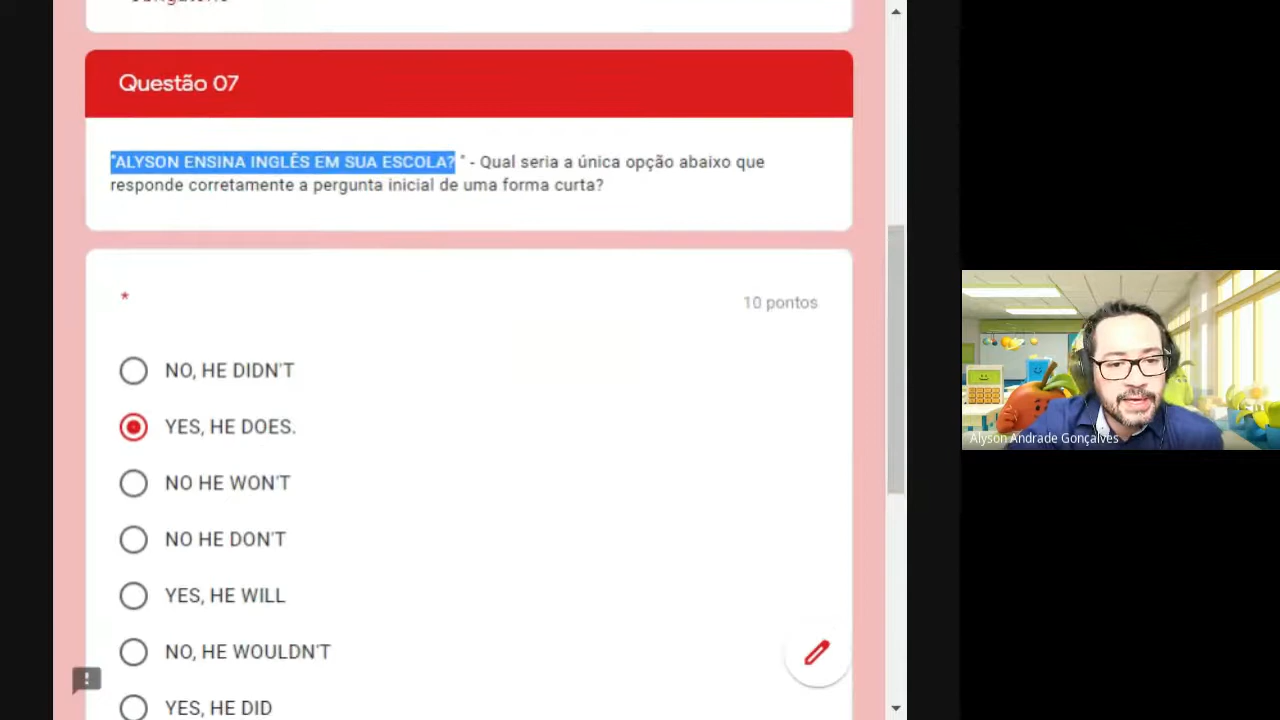 Questão 07
"ALYSON ENSINA INGLÊS EM SUA ESCOLA? " - Qual seria a única opção abaixo que
responde corretamente a pergunta inicial de uma forma curta?
*
10 pontos
NO, HE DIDN'T
YES, HE DOES.
NO HE WON'T
NO HE DON'T
YES, HE WILL
NO, HE WOULDN'T
YES, HE DID
Alyson Andrade Gonçalves